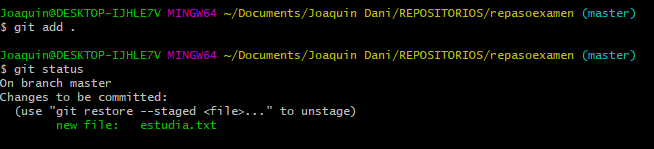 Joaquin@DESKTOP-IJHLE7V MINGW64 ~/Documents/Joaquin Dani/REPOSITORIOS/repasoexamen (master)
$ git add .
Joaquin@DESKTOP-IJHLE7V MINGW64 ~/Documents/Joaquin Dani/REPOSITORIOS/repasoexamen (master)
$ git status
On branch master
Changes to be committed:
  (use "git restore --staged <file>..." to unstage)
        new file:   estudia.txt